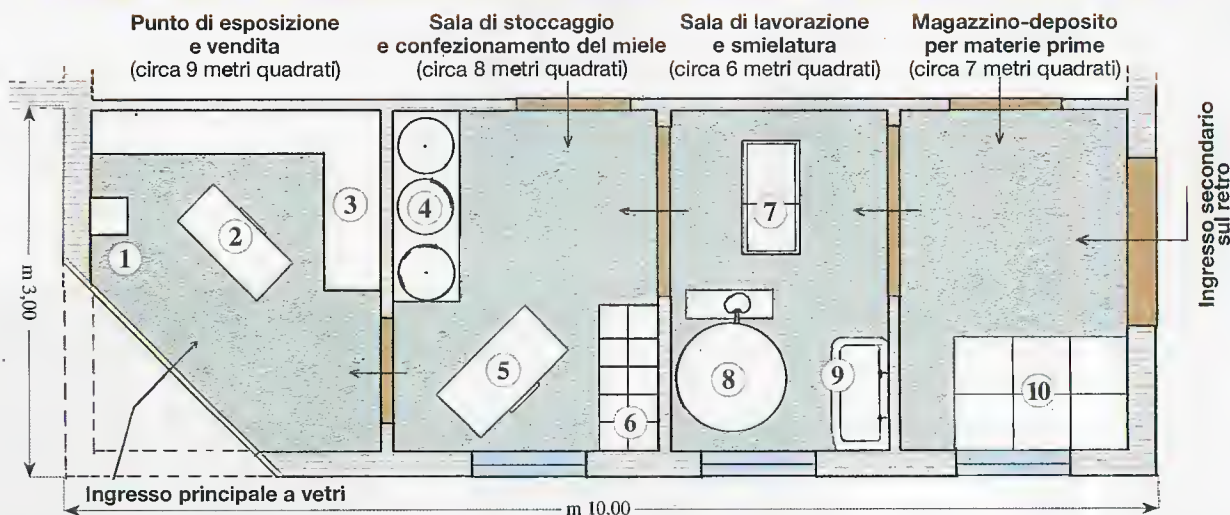 Punto di esposizione
e vendita
(circa 9 metri quadrati)
Sala di stoccaggio
e confezionamento del miele
(circa 8 metri quadrati)
Sala di lavorazione
e smielatura
(circa 6 metri quadrati)
Magazzino-deposito
per materie prime
(circa 7 metri quadrati)
m 3,00
1
2
3
4
5
6
7
8
9
10
Ingresso secondario
sul retro
Ingresso principale a vetri
m 10,00